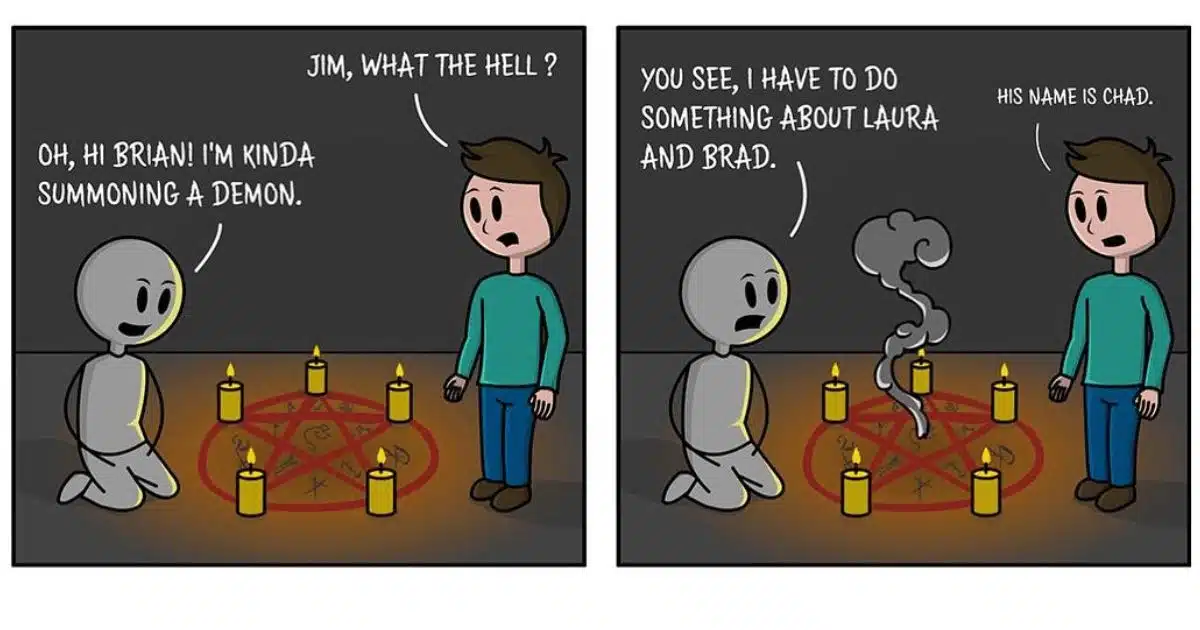 JIM, WHAT THE HELL ?
OH, HI BRIAN! I'M KINDA
SUMMONING A DEMON.
YOU SEE, I HAVE TO DO
SOMETHING ABOUT LAURA
AND BRAD.
HIS NAME IS CHAD.